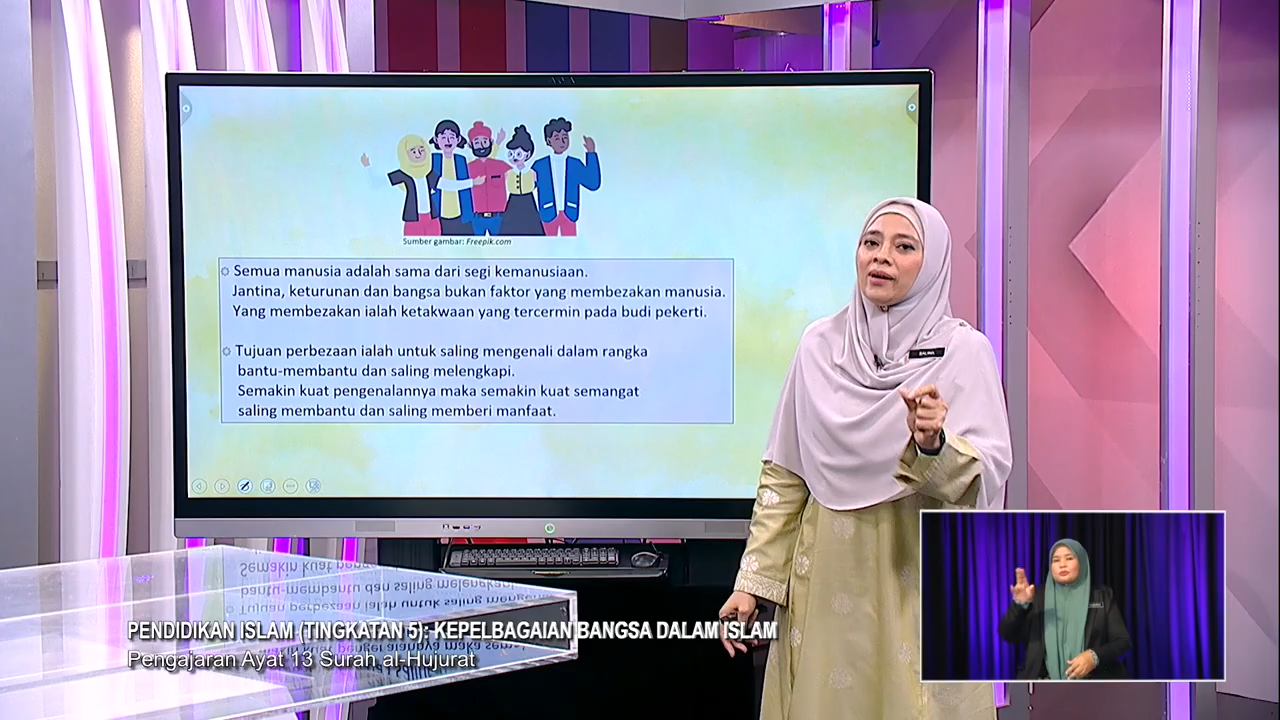 Sumber gambar: Freepik.com
Semua manusia adalah sama dari segi kemanusiaan.
Jantina, keturunan dan bangsa bukan faktor yang membezakan manusia.
Yang membezakan ialah ketakwaan yang tercermin pada budi pekerti.
Tujuan perbezaan ialah untuk saling mengenali dalam rangka
bantu-membantu dan saling melengkapi.
Semakin kuat pengenalannya maka semakin kuat semangat
saling membantu dan saling memberi manfaat.
SALINA
PENDIDIKAN ISLAM (TINGKATAN 5): KEPELBAGAIAN BANGSA DALAM ISLAM
Pengajaran Ayat 13 Surah al-Hujurat